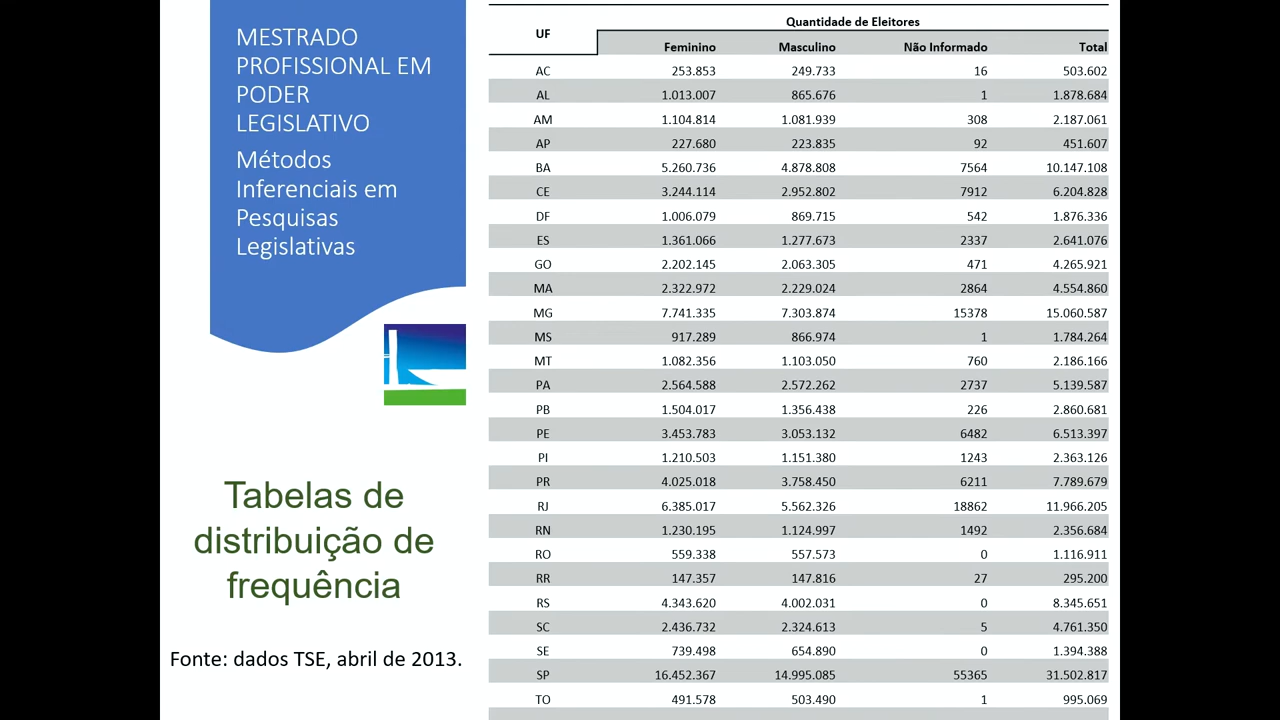 MESTRADO
PROFISSIONAL EM
PODER
LEGISLATIVO
Métodos
Inferenciais em
Pesquisas
Legislativas
Tabelas de
distribuição de
frequência
Fonte: dados TSE, abril de 2013.
UF Quantidade de Eleitores
Feminino Masculino Não Informado Total
AC 253.853 249.733 16 503.602
AL 1.013.007 865.676 1 1.878.684
AM 1.104.814 1.081.939 308 2.187.061
AP 227.680 223.835 92 451.607
BA 5.260.736 4.878.808 7564 10.147.108
CE 3.244.114 2.952.802 7912 6.204.828
DF 1.006.079 869.715 542 1.876.336
ES 1.361.066 1.277.673 2337 2.641.076
GO 2.202.145 2.063.305 471 4.265.921
MA 2.322.972 2.229.024 2864 4.554.860
MG 7.741.335 7.303.874 15378 15.060.587
MS 917.289 866.974 1 1.784.264
MT 1.082.356 1.103.050 760 2.186.166
PA 2.564.588 2.572.262 2737 5.139.587
PB 1.504.017 1.356.438 226 2.860.681
PE 3.453.783 3.053.132 6482 6.513.397
PI 1.210.503 1.151.380 1243 2.363.126
PR 4.025.018 3.758.450 6211 7.789.679
RJ 6.385.017 5.562.326 18862 11.966.205
RN 1.230.195 1.124.997 1492 2.356.684
RO 559.338 557.573 0 1.116.911
RR 147.357 147.816 27 295.200
RS 4.343.620 4.002.031 0 8.345.651
SC 2.436.732 2.324.613 5 4.761.350
SE 739.498 654.890 0 1.394.388
SP 16.452.367 14.995.085 55365 31.502.817
TO 491.578 503.490 1 995.069